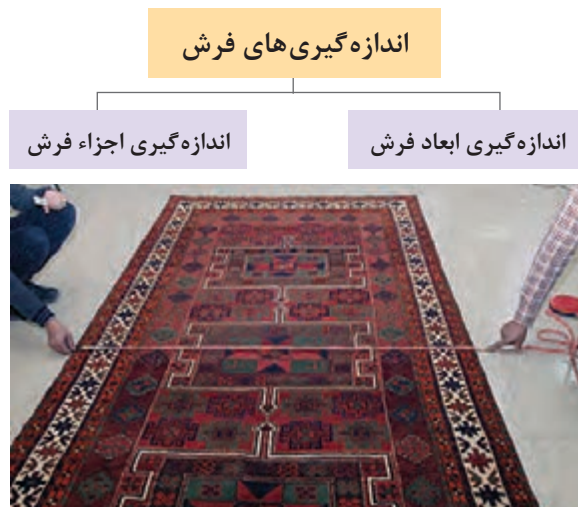 اندازه‌گیری‌های فرش
اندازه‌گیری ابعاد فرش
اندازه‌گیری اجزاء فرش